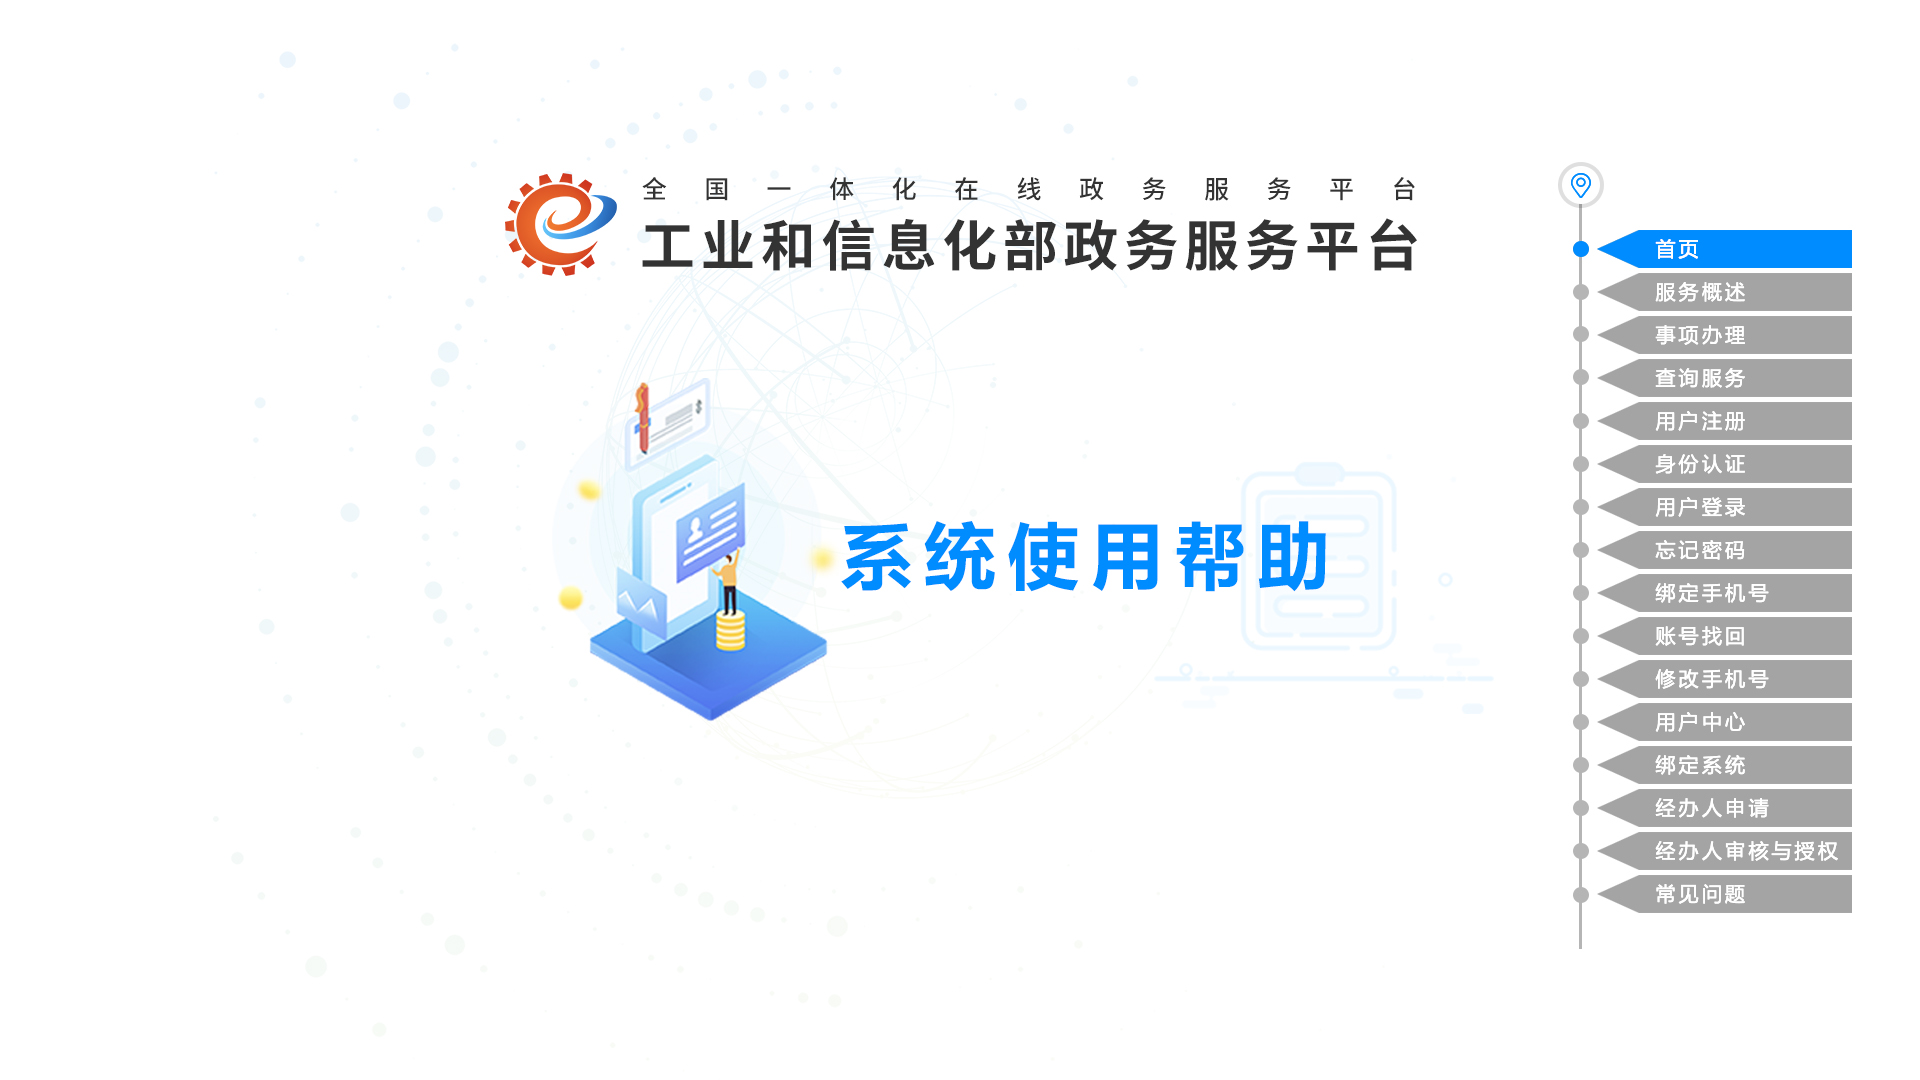 全国一体化在线政务服务平台
工业和信息化部政务服务平台
系统使用帮助
首页
服务概述
事项办理
查询服务
用户注册
身份认证
用户登录
忘记密码
绑定手机号
账号找回
修改手机号
用户中心
绑定系统
经办人申请
经办人审核与授权
常见问题